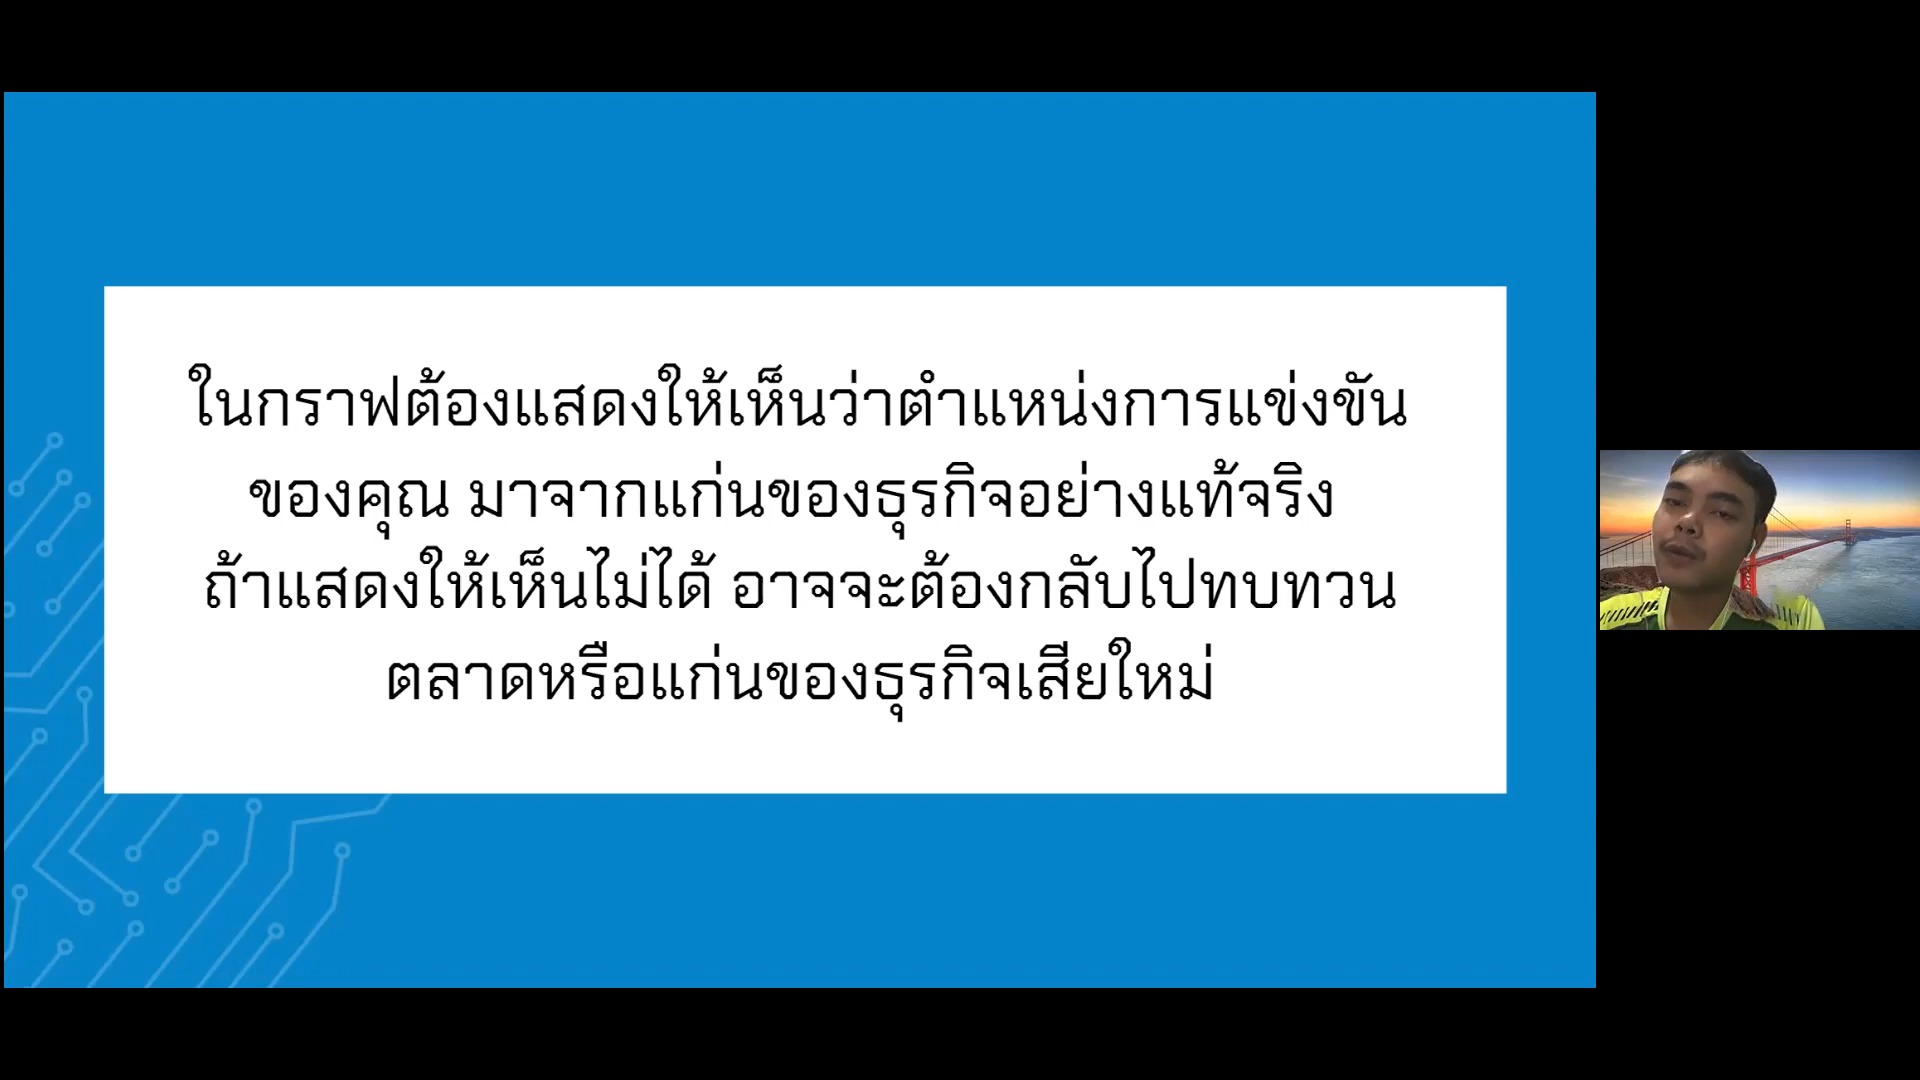 ในกราฟต้องแสดงให้เห็นว่าตำแหน่งการแข่งขัน
ของคุณ มาจากแก่นของธุรกิจอย่างแท้จริง
ถ้าแสดงให้เห็นไม่ได้ อาจจะต้องกลับไปทบทวน
ตลาดหรือแก่นของธุรกิจเสียใหม่